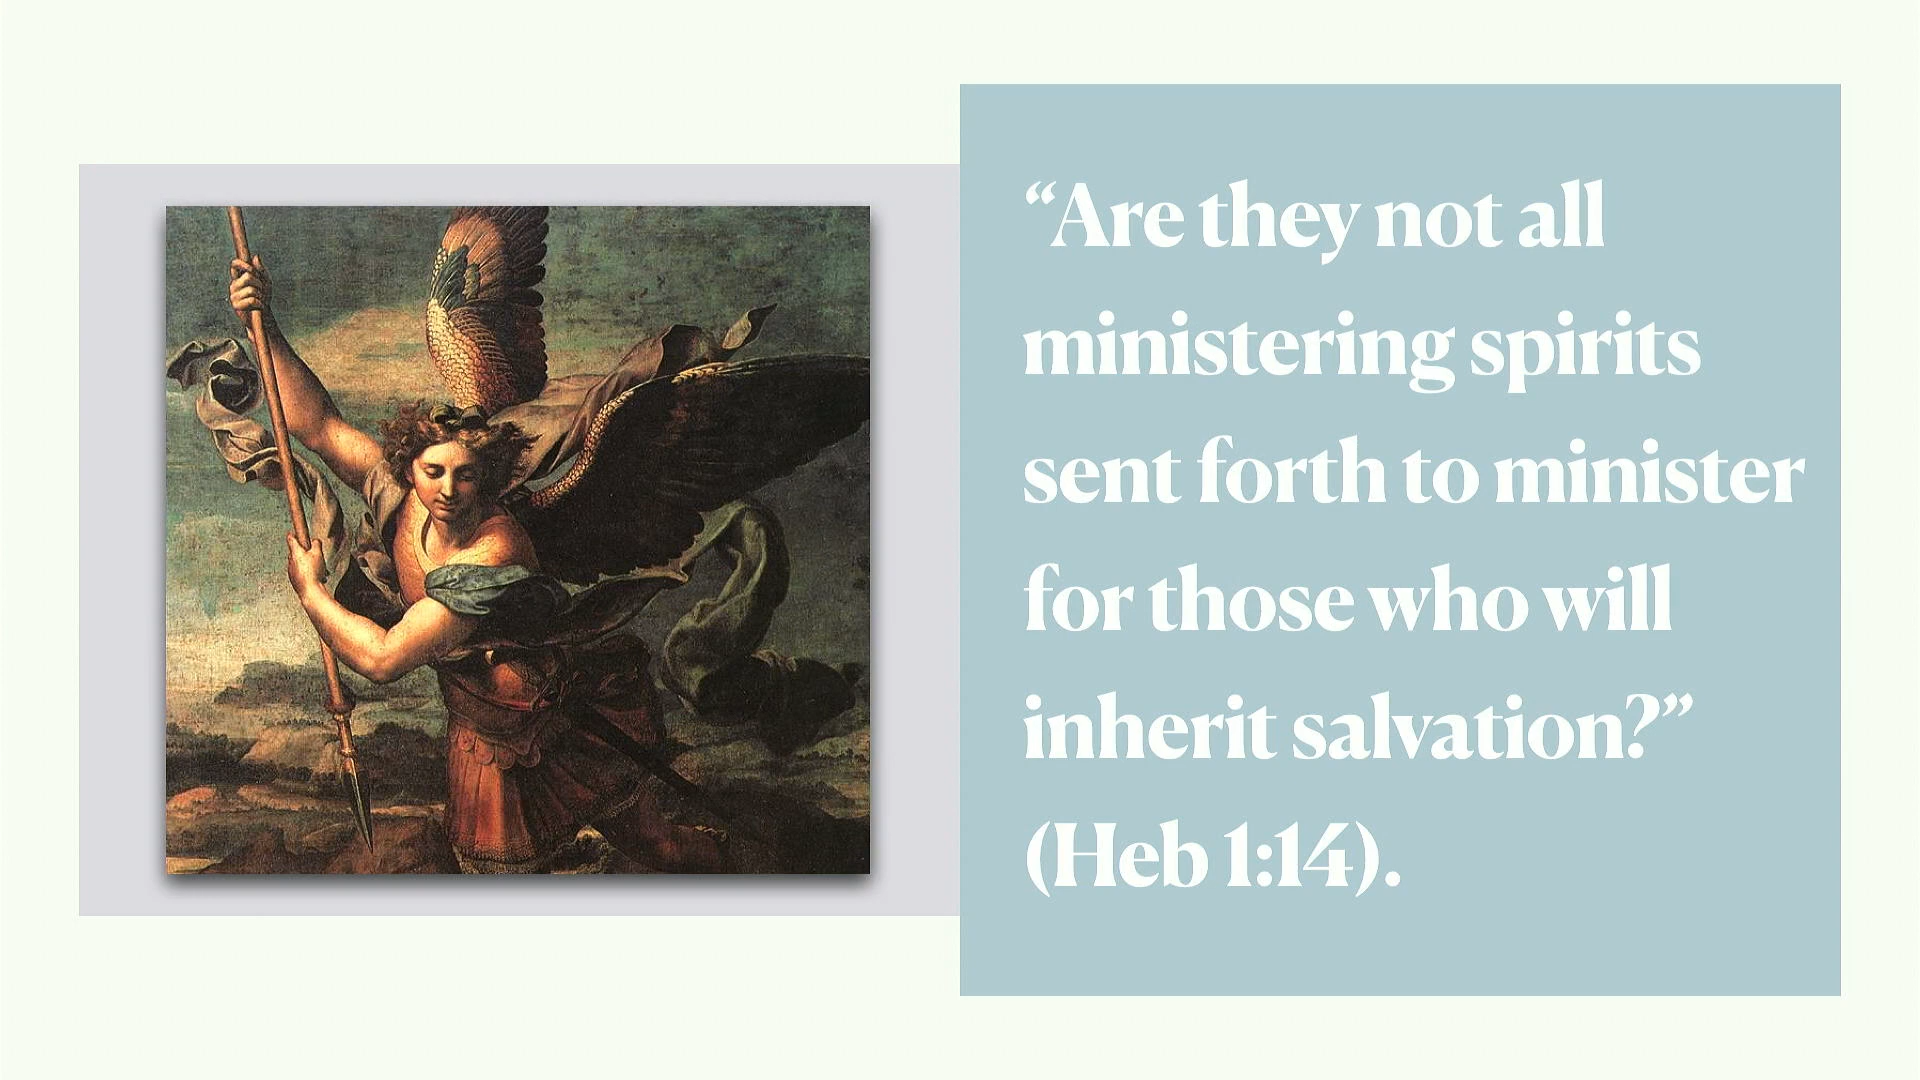 “Are they not all
ministering spirits
sent forth to minister
for those who will
inherit salvation?”
(Heb 1:14).